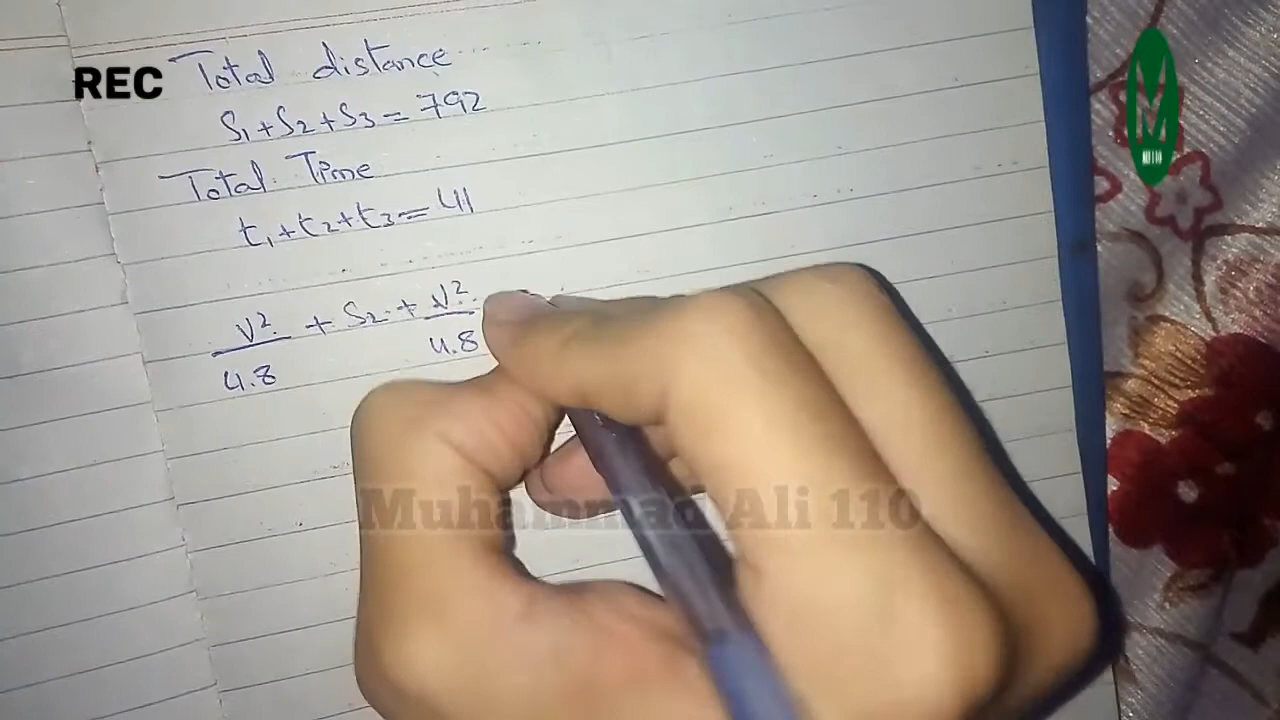 REC
Total distance
S₁+S₂+S₃=792
Total Time
t₁+t₂+t₃=41
V²/4.8 + S₂ + V²/4.8
Muhammad Ali 110